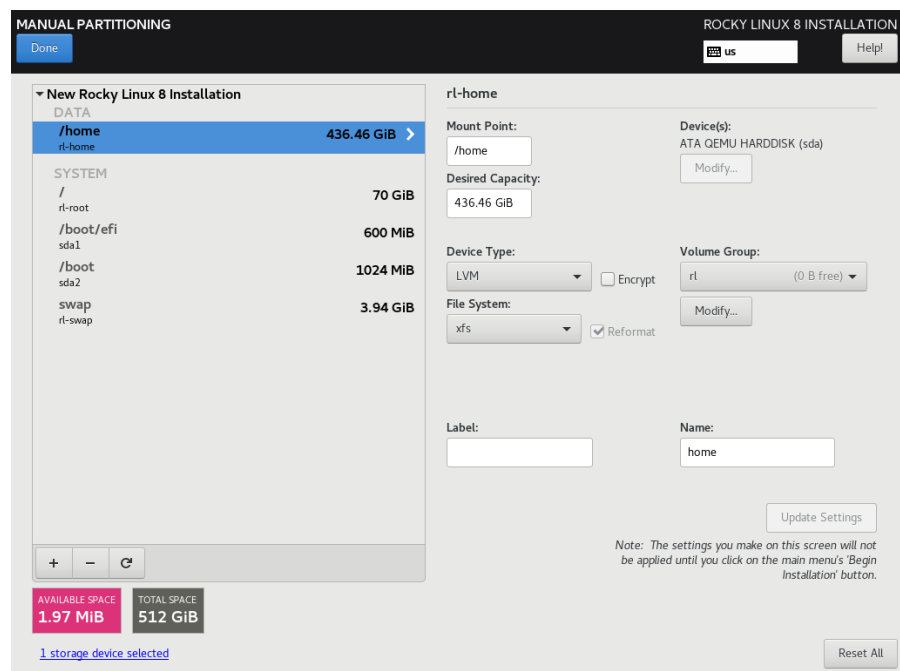 MANUAL PARTITIONING
ROCKY LINUX 8 INSTALLATION
Done
us
Help!
New Rocky Linux 8 Installation
DATA
/home
436.46 GiB
rl-home
SYSTEM
/
70 GiB
rl-root
/boot/efi
600 MiB
sda1
/boot
1024 MiB
sda2
swap
3.94 GiB
rl-swap
+ −
AVAILABLE SPACE
1.97 MiB
TOTAL SPACE
512 GiB
1 storage device selected
rl-home
Mount Point:
/home
Device(s):
ATA QEMU HARDDISK (sda)
Modify...
Desired Capacity:
436.46 GiB
Device Type:
LVM
Encrypt
Volume Group:
rl (0 B free)
Modify...
File System:
xfs
Reformat
Label:
Name:
home
Update Settings
Note: The settings you make on this screen will not
be applied until you click on the main menu's 'Begin
Installation' button.
Reset All